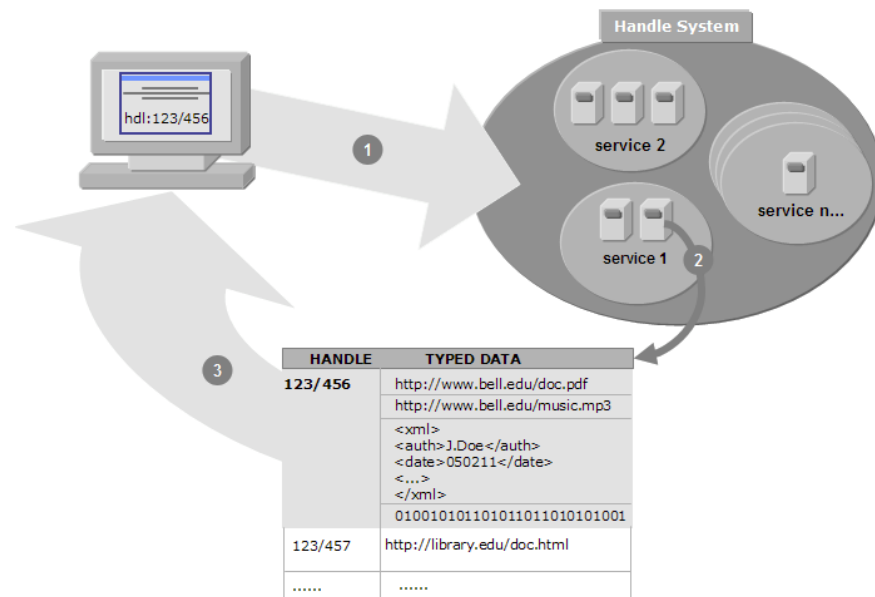 Handle System
hdl:123/456
1
service 2
service n...
service 1
2
3
HANDLE TYPED DATA
123/456 http://www.bell.edu/doc.pdf
http://www.bell.edu/music.mp3
<xml>
<auth>J.Doe</auth>
<date>050211</date>
<...>
</xml>
0100101011010110110101010​01
123/457 http://library.edu/doc.html
...... ......